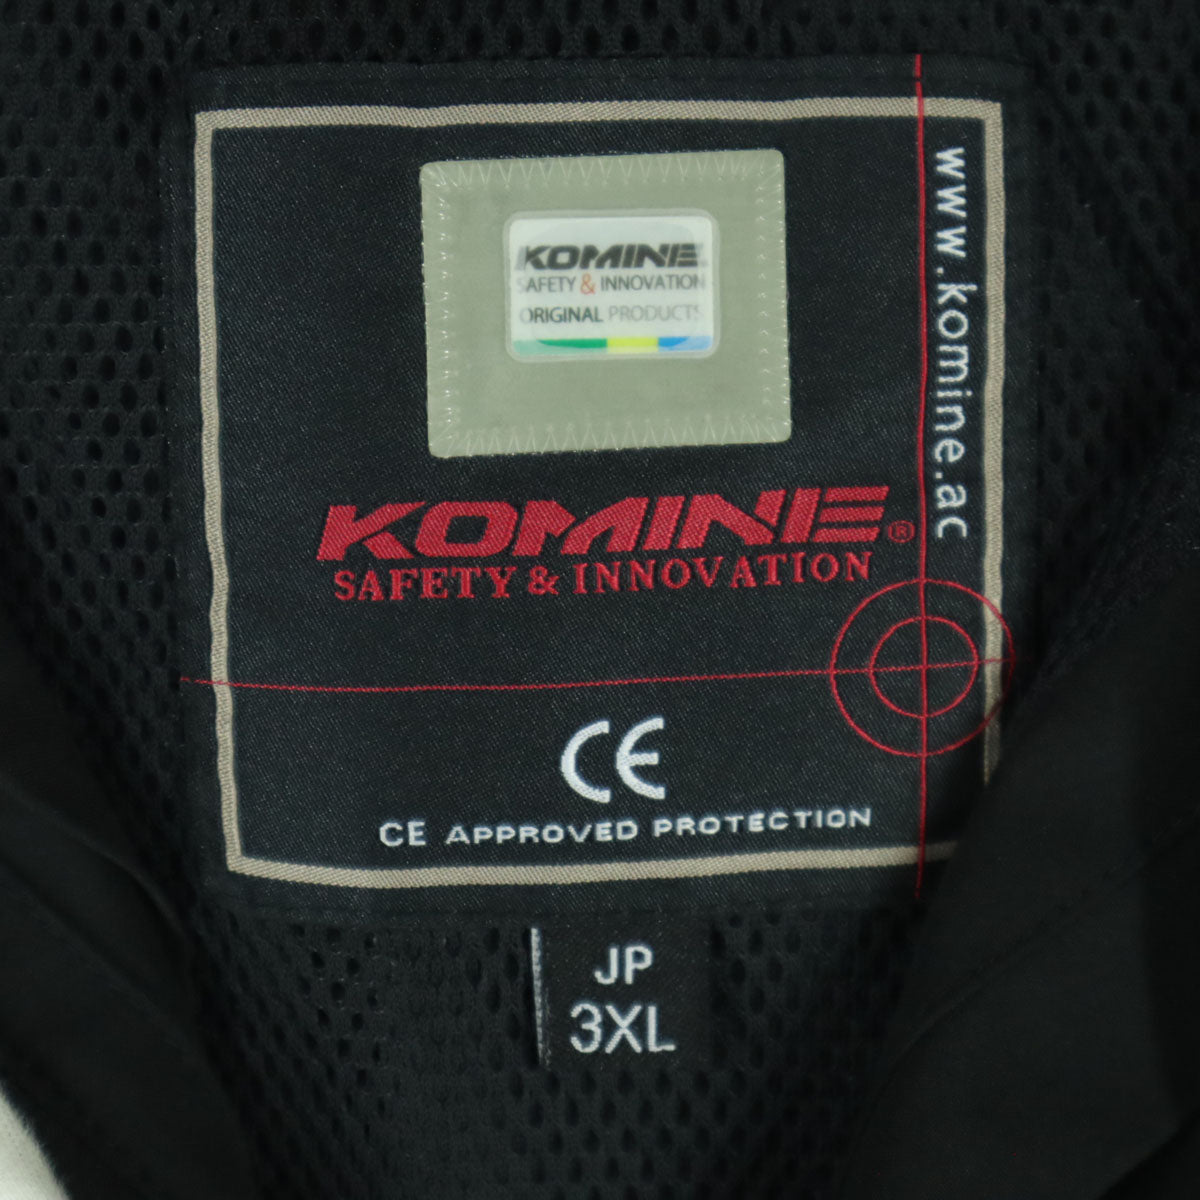 KOMINE.
SAFETY & INNOVATION
ORIGINAL PRODUCTS
www.komine.ac
KOMINE®
SAFETY & INNOVATION
CE
CE APPROVED PROTECTION
JP
3XL